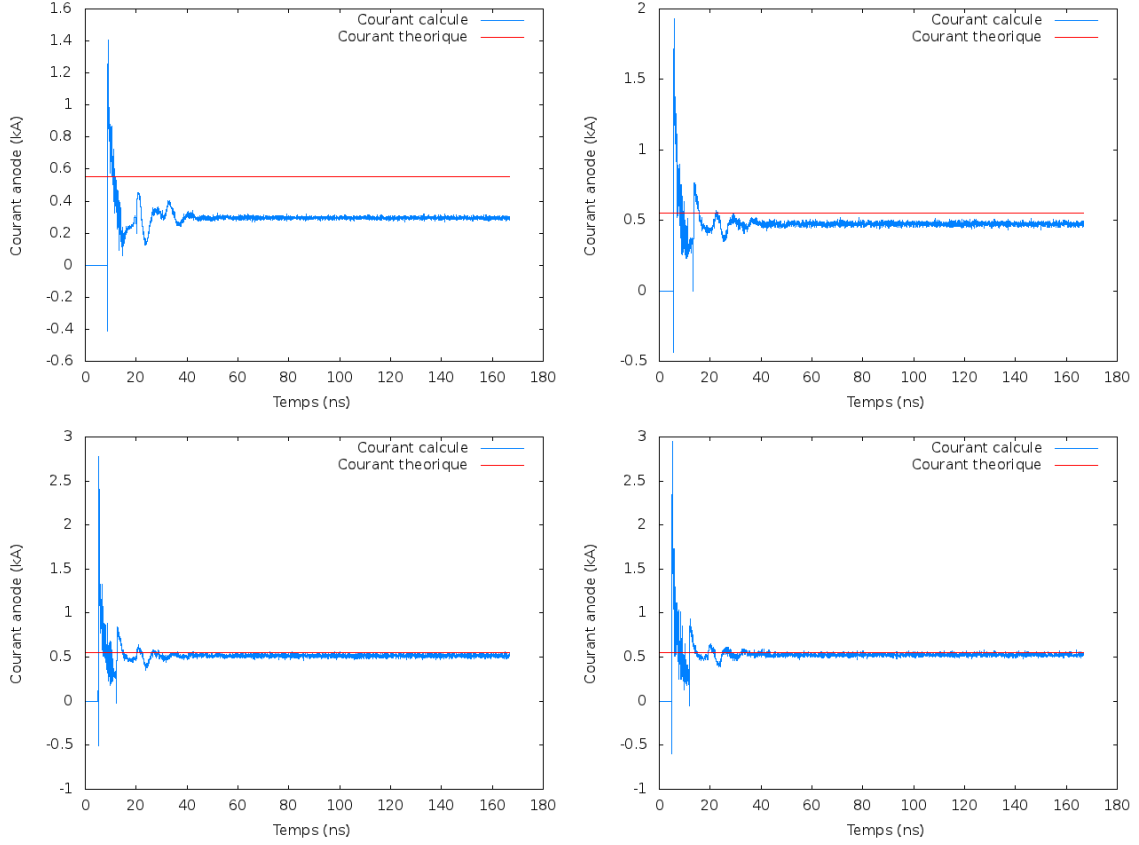 1.6
1.4
1.2
1
0.8
0.6
0.4
0.2
0
-0.2
-0.4
-0.6
0 20 40 60 80 100 120 140 160 180
Courant anode (kA)
Temps (ns)
Courant calcule
Courant theorique
2
1.5
1
0.5
0
-0.5
0 20 40 60 80 100 120 140 160 180
Courant anode (kA)
Temps (ns)
Courant calcule
Courant theorique
3
2.5
2
1.5
1
0.5
0
-0.5
-1
0 20 40 60 80 100 120 140 160 180
Courant anode (kA)
Temps (ns)
Courant calcule
Courant theorique
3
2.5
2
1.5
1
0.5
0
-0.5
-1
0 20 40 60 80 100 120 140 160 180
Courant anode (kA)
Temps (ns)
Courant calcule
Courant theorique